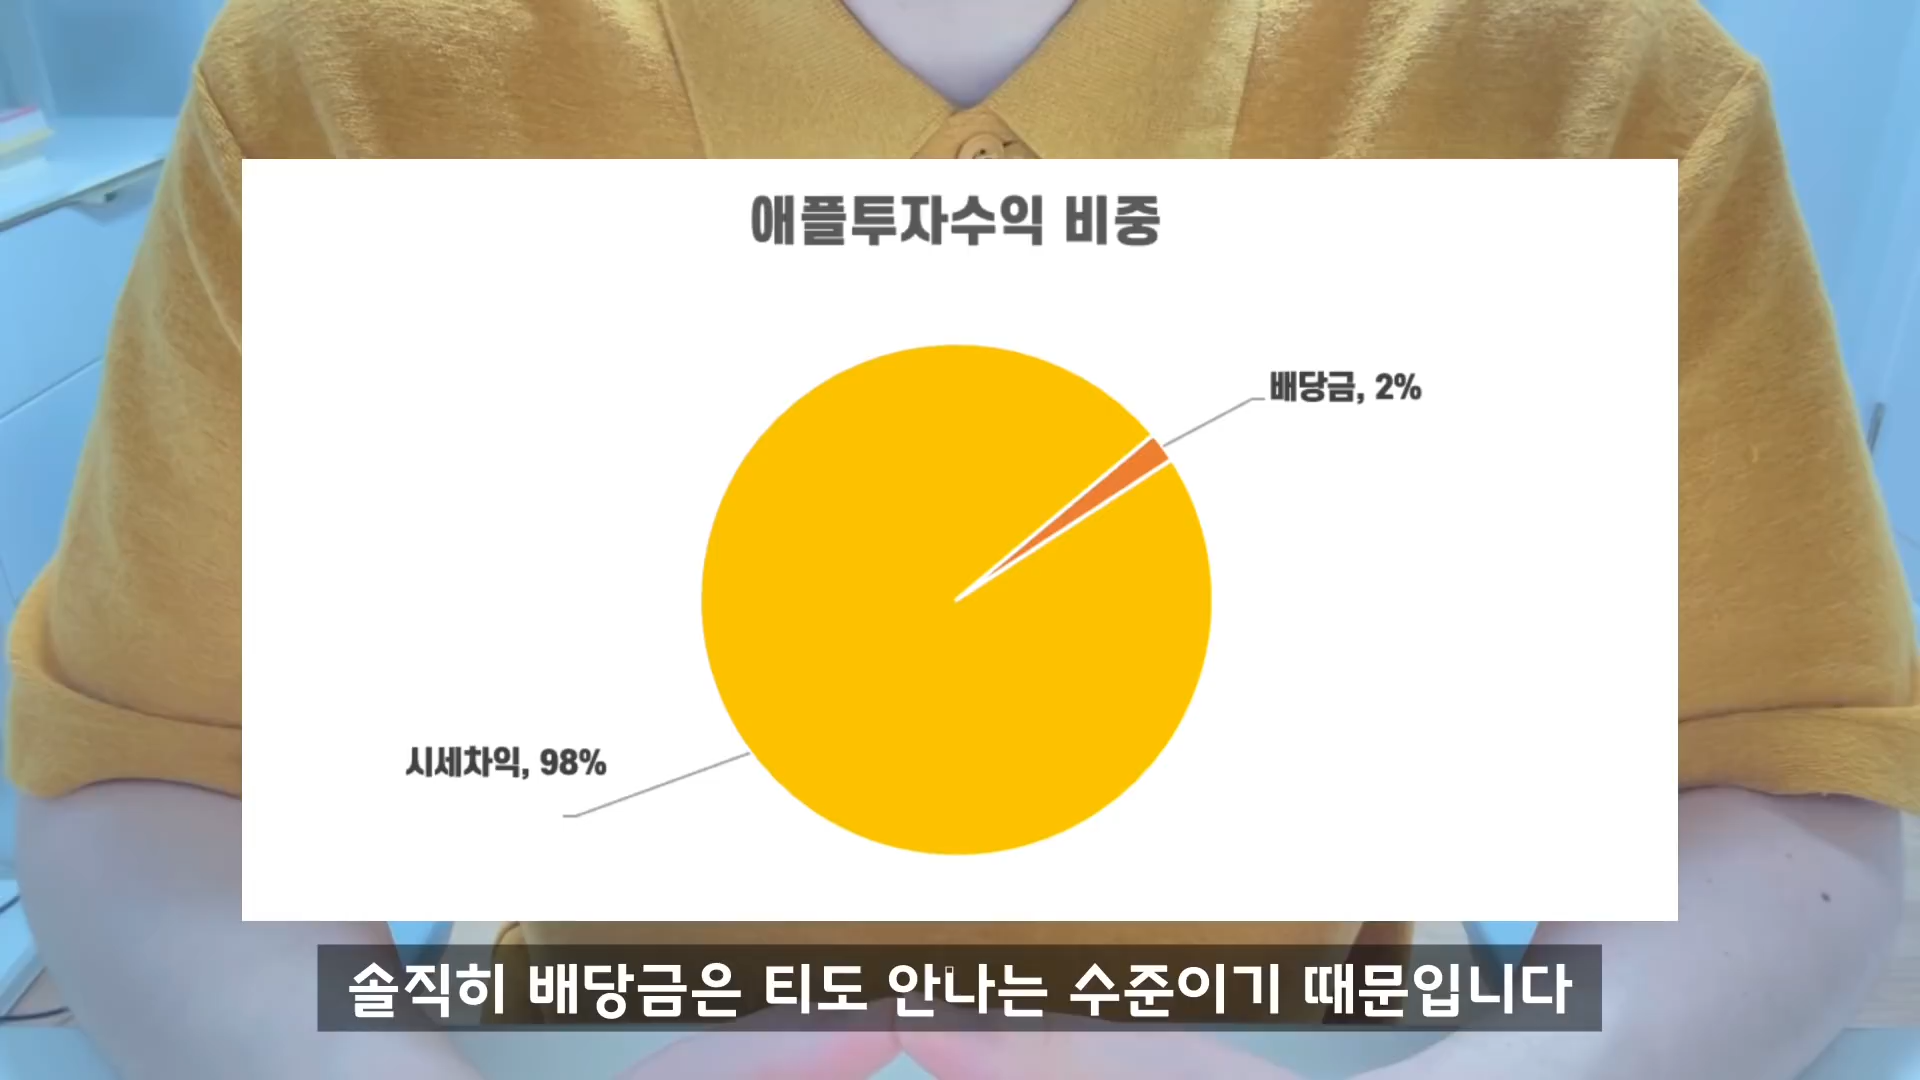 애플투자수익 비중
배당금, 2%
시세차익, 98%
솔직히 배당금은 티도 안나는 수준이기 때문입니다